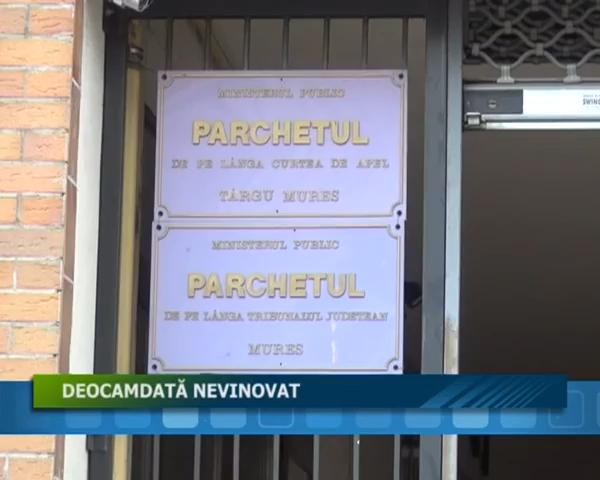 MINISTERUL PUBLIC
PARCHETUL
DE PE LÂNGA CURTEA DE APEL
TÂRGU MURES
MINISTERUL PUBLIC
PARCHETUL
DE PE LÂNGA TRIBUNALUL JUDETEAN
MURES
DEOCAMDATĂ NEVINOVAT